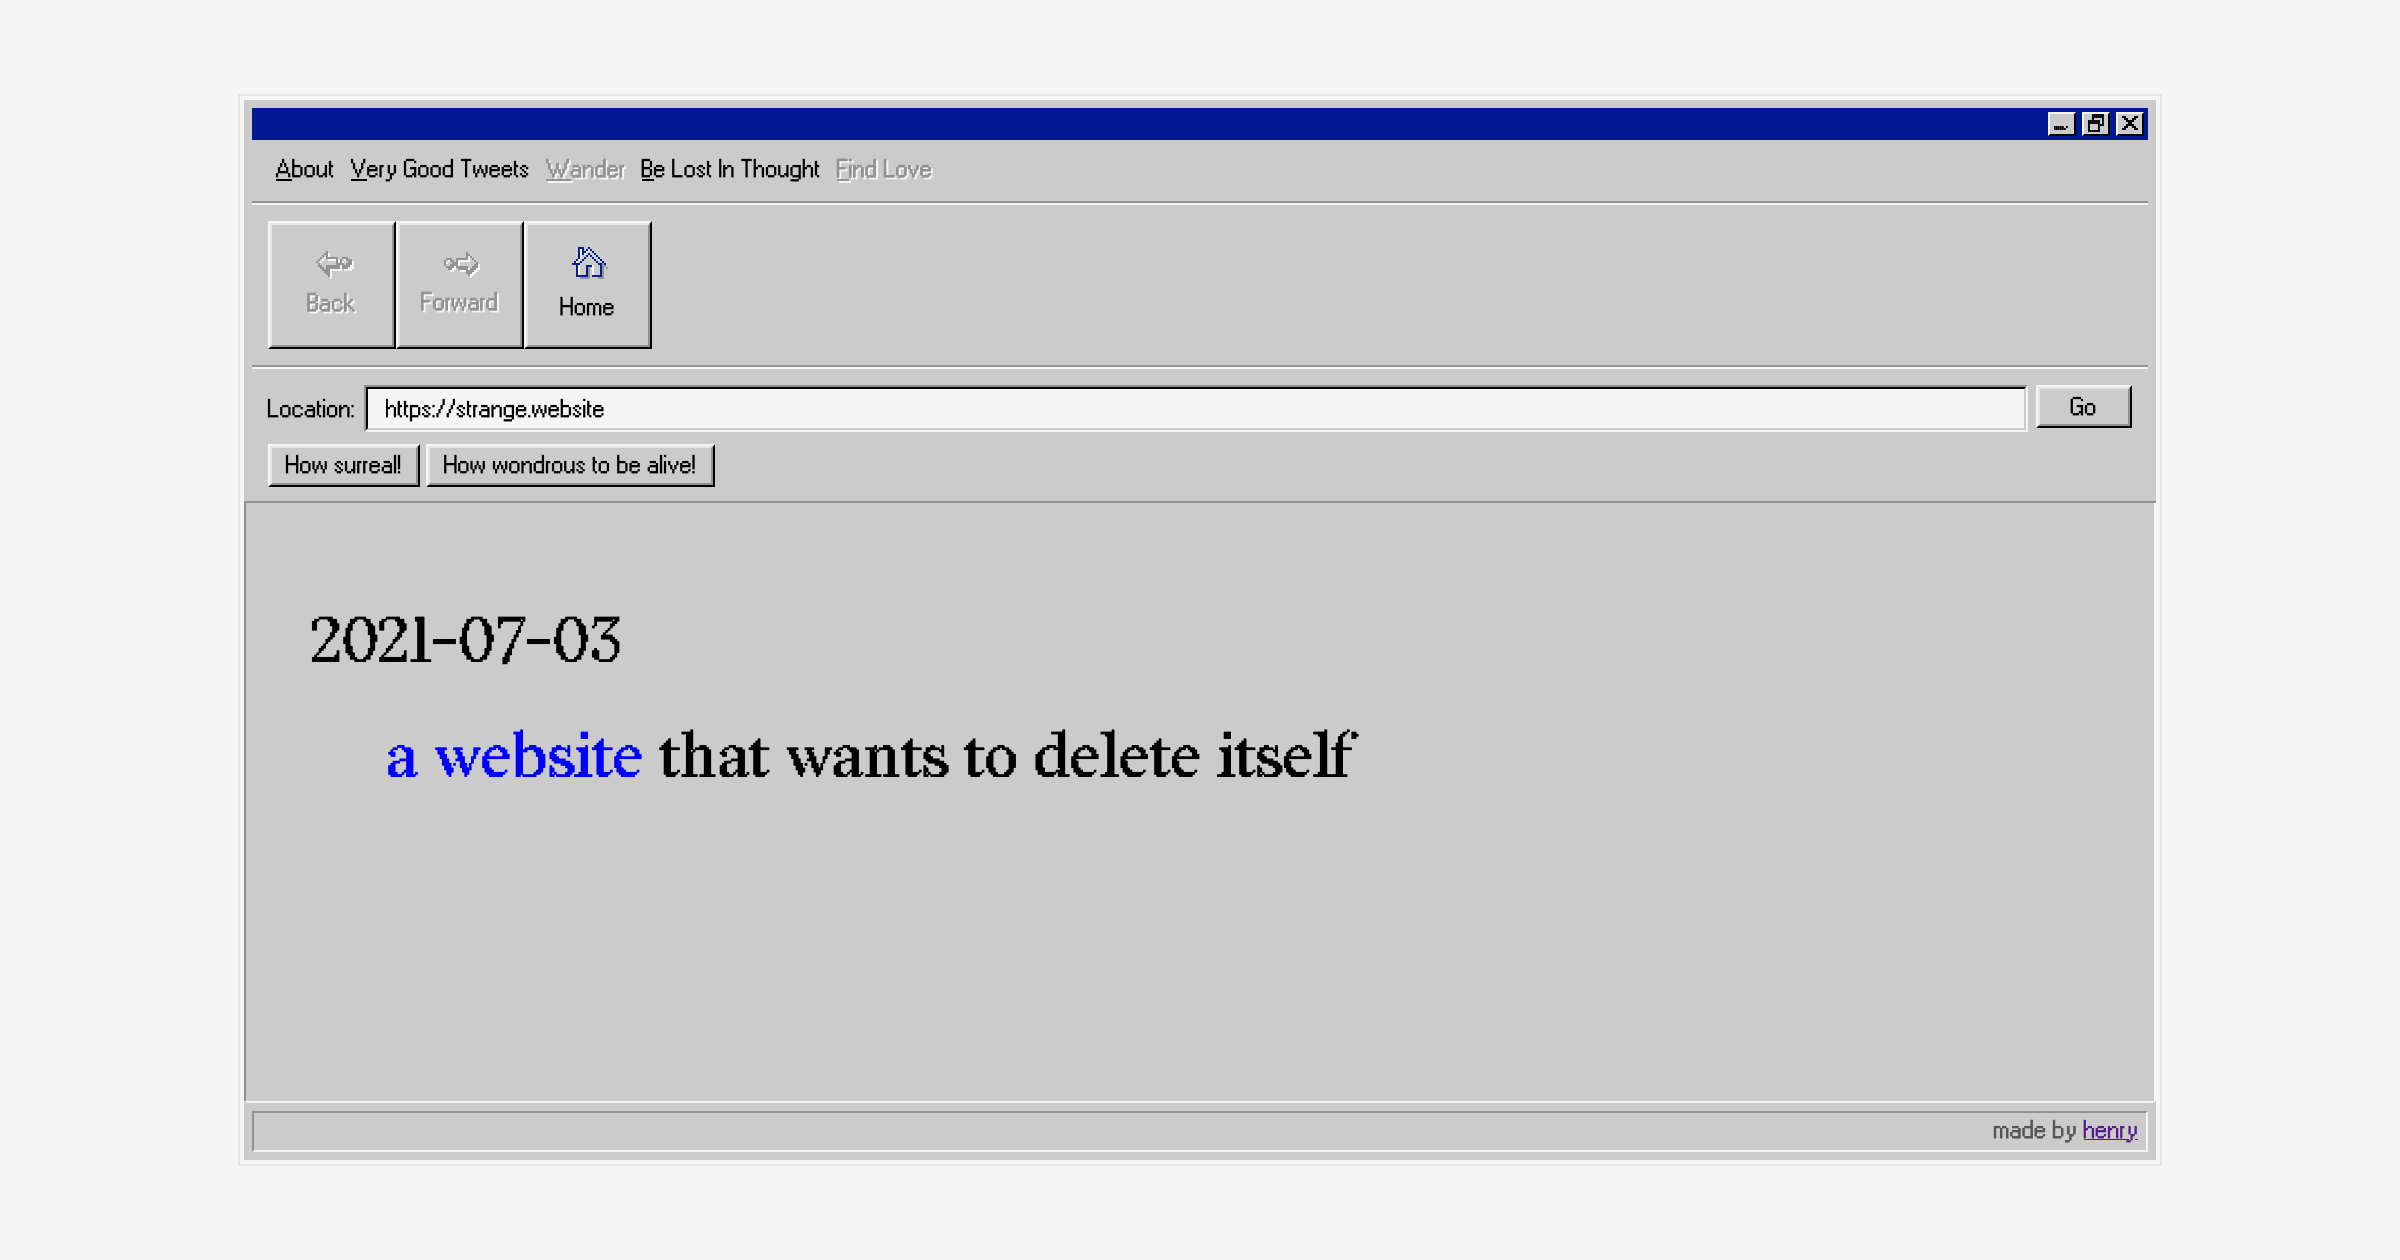 About Very Good Tweets Wander Be Lost In Thought Find Love
Back Forward Home
Location: https://strange.website Go
How surreal! How wondrous to be alive!
2021-07-03
a website that wants to delete itself
made by henry